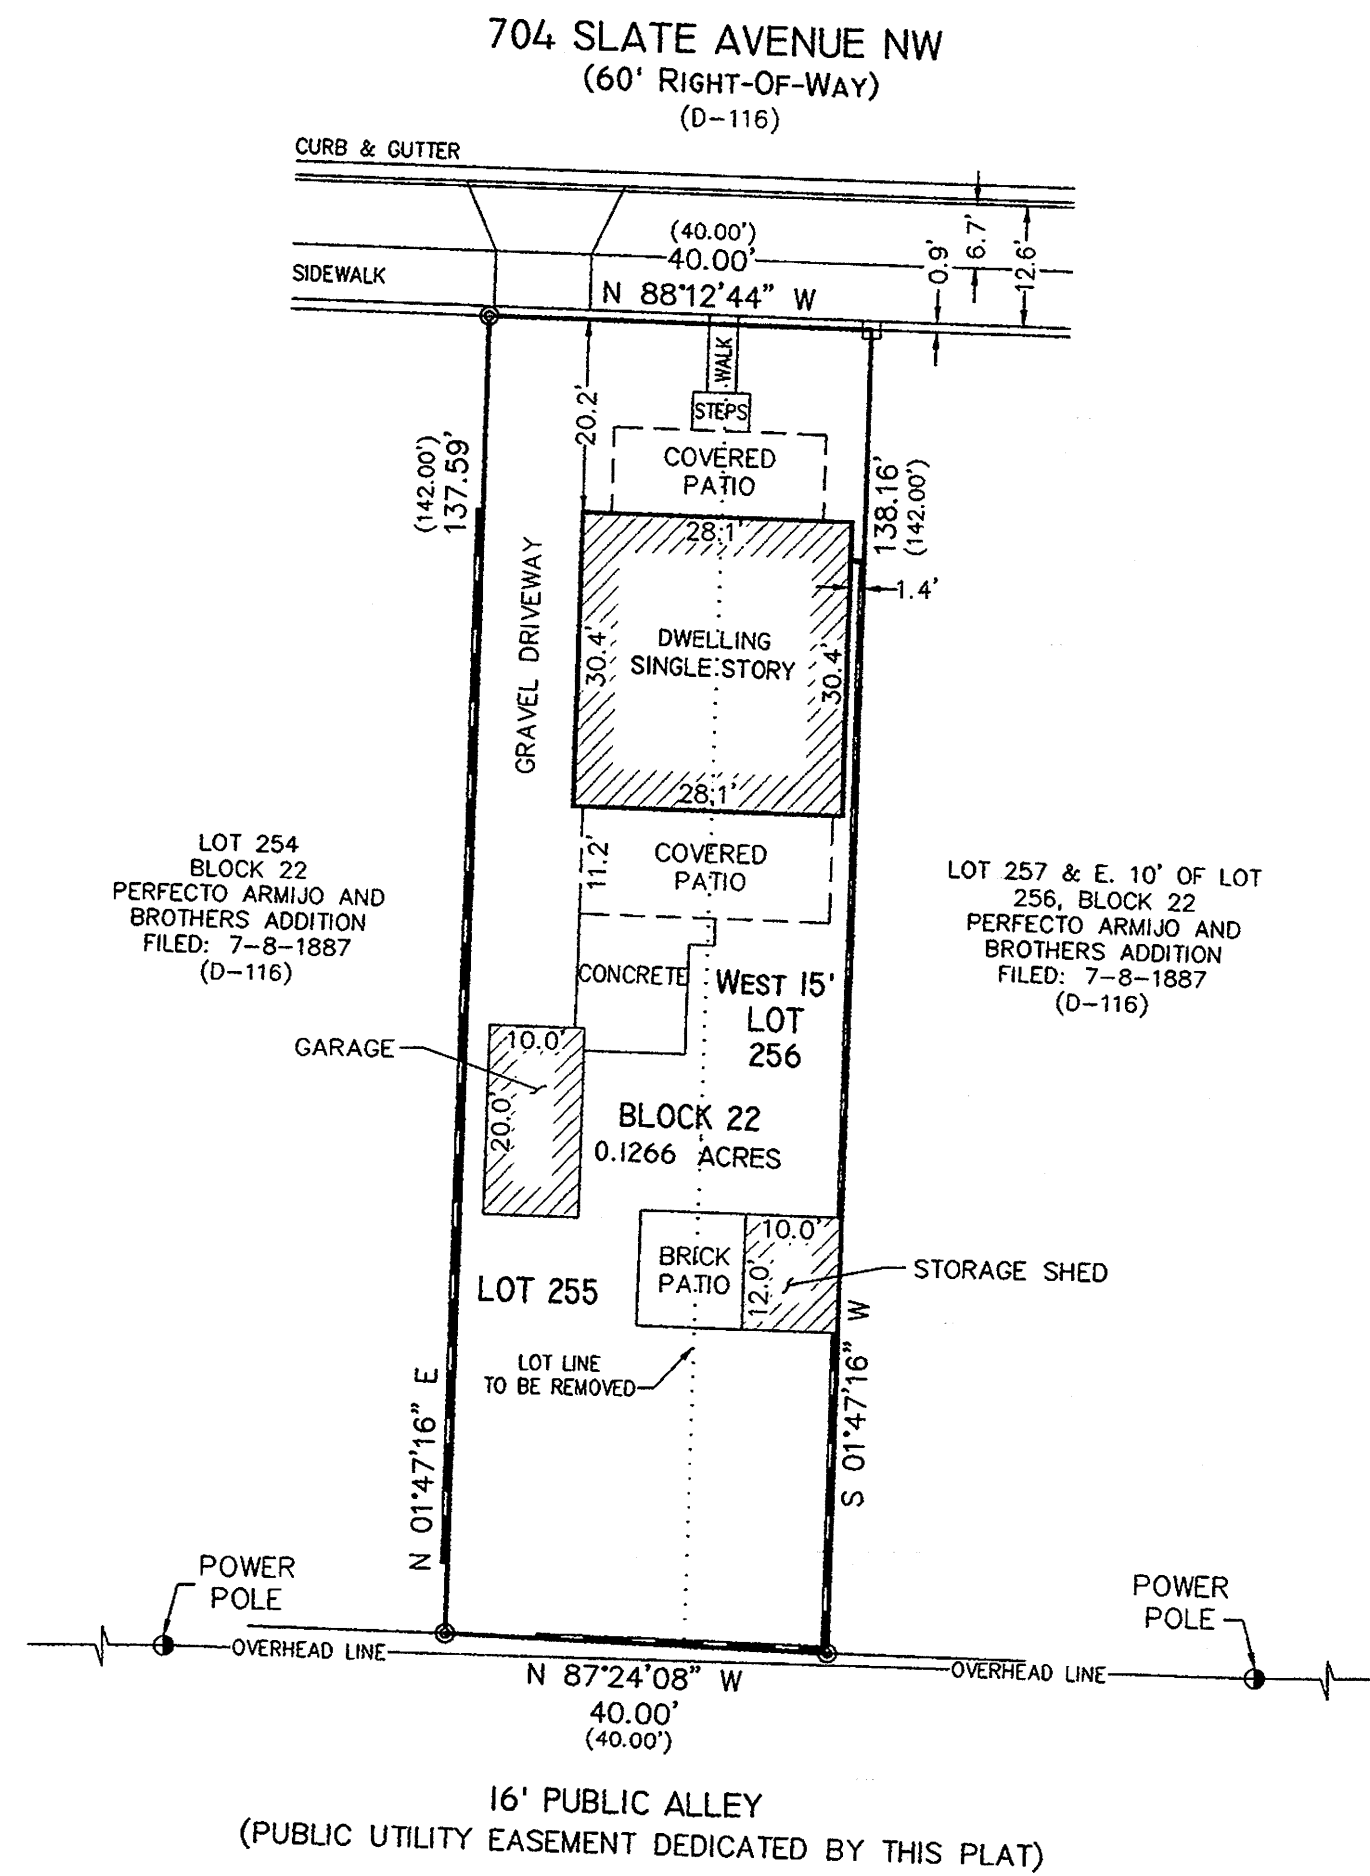 704 SLATE AVENUE NW
(60' RIGHT-OF-WAY)
(D-116)
CURB & GUTTER
(40.00')
40.00'
SIDEWALK
N 88°12'44" W
0.9'
6.7'
12.6'
WALK
STEPS
20.2'
COVERED
PATIO
(142.00')
137.59'
138.16'
(142.00')
28.1'
1.4'
GRAVEL DRIVEWAY
DWELLING
SINGLE STORY
30.4'
30.4'
28.1'
11.2'
COVERED
PATIO
LOT 254
BLOCK 22
PERFECTO ARMIJO AND
BROTHERS ADDITION
FILED: 7-8-1887
(D-116)
LOT 257 & E. 10' OF LOT
256, BLOCK 22
PERFECTO ARMIJO AND
BROTHERS ADDITION
FILED: 7-8-1887
(D-116)
CONCRETE
WEST 15'
LOT
256
GARAGE
10.0'
20.0'
BLOCK 22
0.1266 ACRES
BRICK
PATIO
10.0'
12.0'
STORAGE SHED
LOT 255
LOT LINE
TO BE REMOVED
N 01°47'16" E
S 01°47'16" W
POWER
POLE
POWER
POLE
OVERHEAD LINE
OVERHEAD LINE
N 87°24'08" W
40.00'
(40.00')
16' PUBLIC ALLEY
(PUBLIC UTILITY EASEMENT DEDICATED BY THIS PLAT)